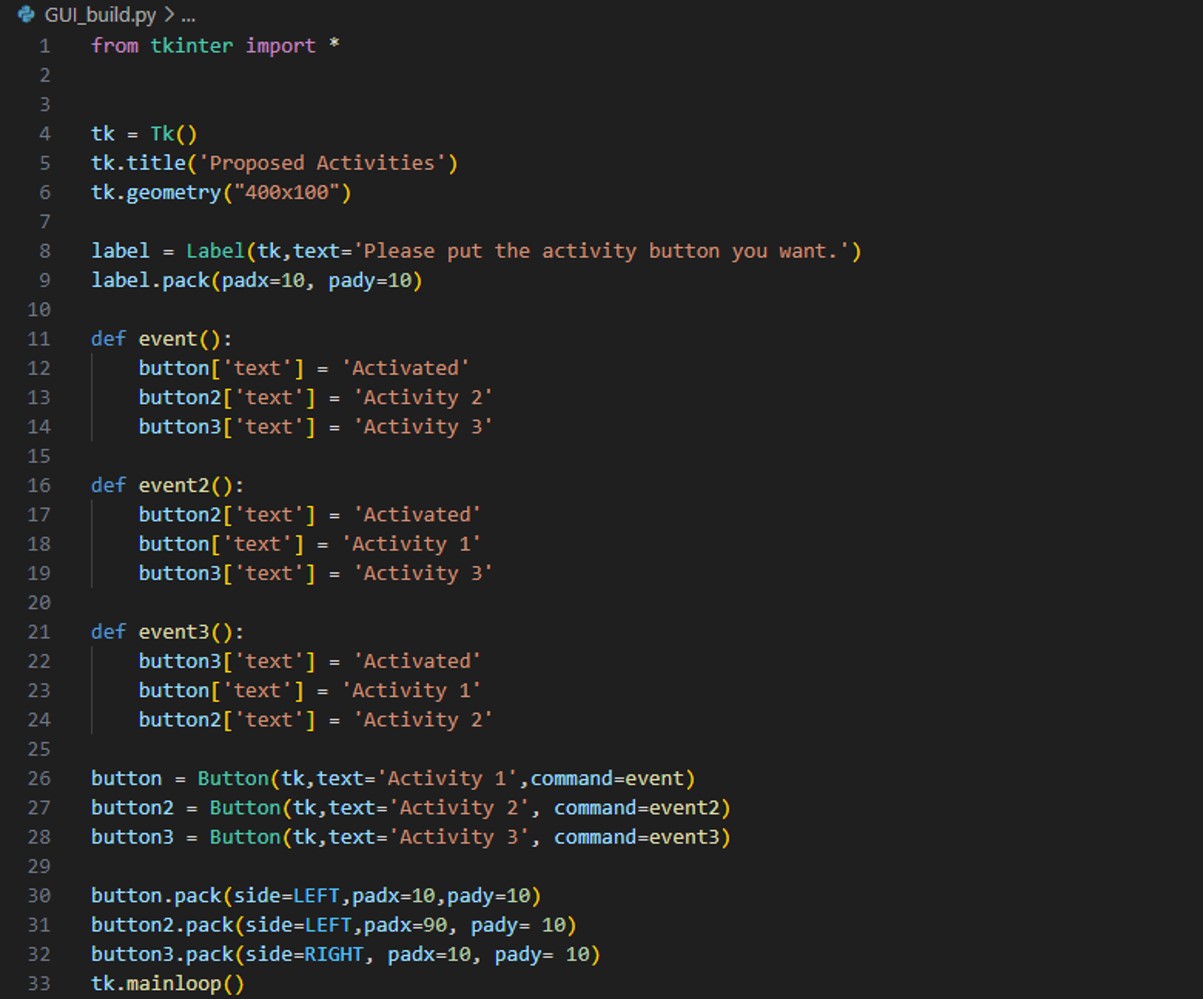 GUI_build.py > ...
1 from tkinter import *
2
3
4 tk = Tk()
5 tk.title('Proposed Activities')
6 tk.geometry("400x100")
7
8 label = Label(tk,text='Please put the activity button you want.')
9 label.pack(padx=10, pady=10)
10
11 def event():
12     button['text'] = 'Activated'
13     button2['text'] = 'Activity 2'
14     button3['text'] = 'Activity 3'
15
16 def event2():
17     button2['text'] = 'Activated'
18     button['text'] = 'Activity 1'
19     button3['text'] = 'Activity 3'
20
21 def event3():
22     button3['text'] = 'Activated'
23     button['text'] = 'Activity 1'
24     button2['text'] = 'Activity 2'
25
26 button = Button(tk,text='Activity 1',command=event)
27 button2 = Button(tk,text='Activity 2', command=event2)
28 button3 = Button(tk,text='Activity 3', command=event3)
29
30 button.pack(side=LEFT,padx=10,pady=10)
31 button2.pack(side=LEFT,padx=90, pady= 10)
32 button3.pack(side=RIGHT, padx=10, pady= 10)
33 tk.mainloop()